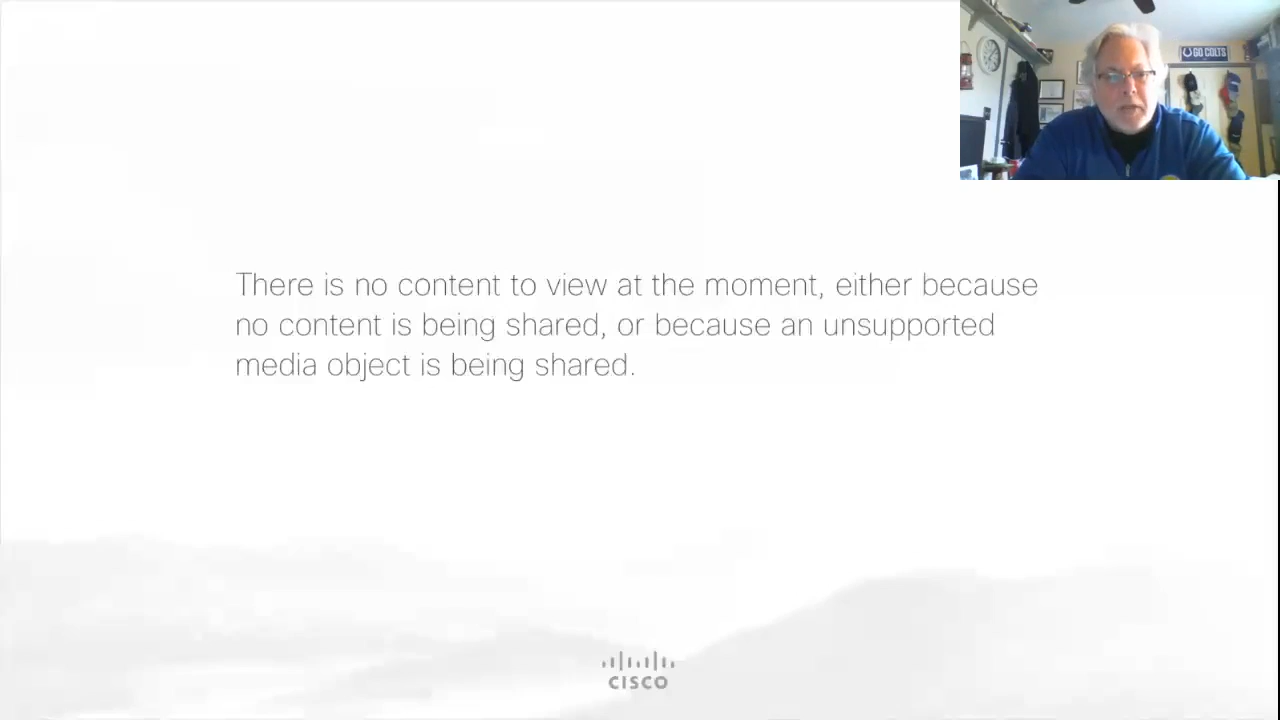 GO COLTS
There is no content to view at the moment, either because
no content is being shared, or because an unsupported
media object is being shared.
CISCO